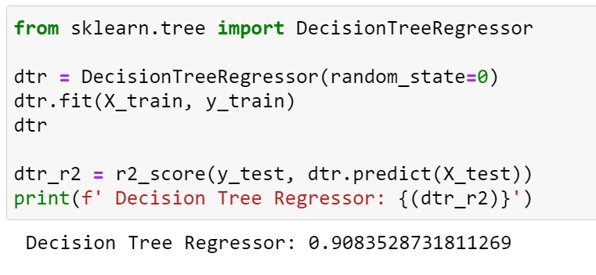 from sklearn.tree import DecisionTreeRegressor
dtr = DecisionTreeRegressor(random_state=0)
dtr.fit(X_train, y_train)
dtr
dtr_r2 = r2_score(y_test, dtr.predict(X_test))
print(f' Decision Tree Regressor: {(dtr_r2)}')
Decision Tree Regressor: 0.9083528731811269